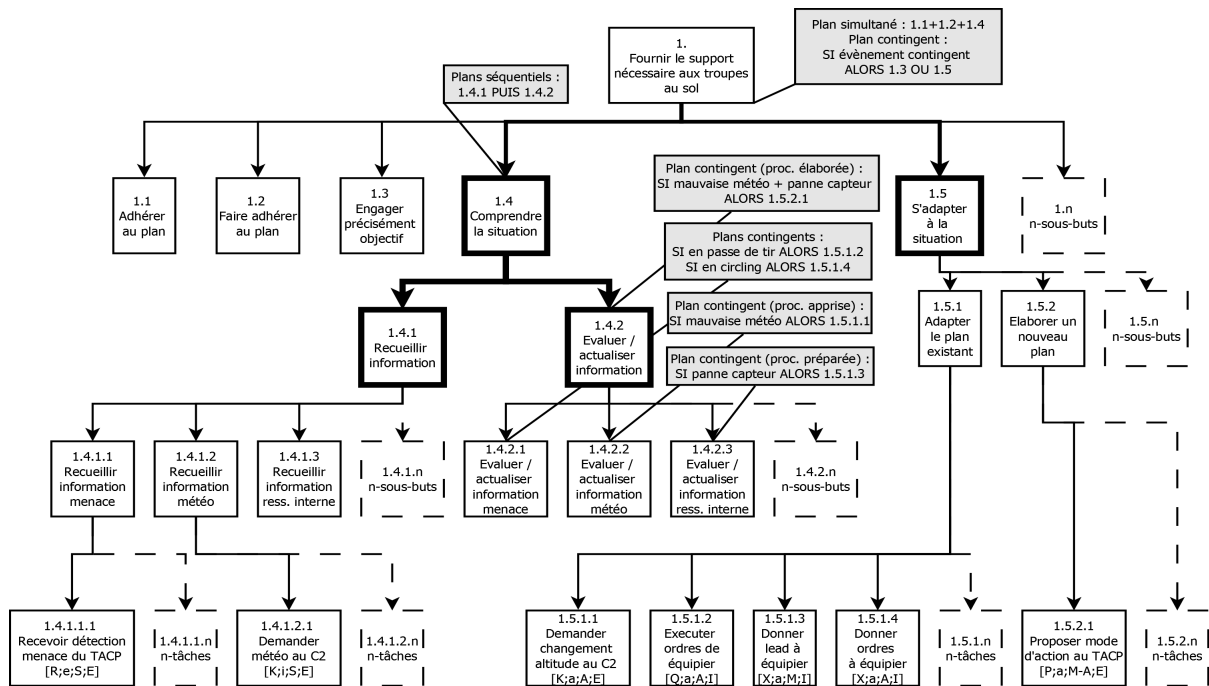 Plan simultané : 1.1+1.2+1.4
Plan contingent :
SI évènement contingent
ALORS 1.3 OU 1.5
1.
Fournir le support
nécessaire aux troupes
au sol
Plans séquentiels :
1.4.1 PUIS 1.4.2
1.1
Adhérer
au plan
1.2
Faire adhérer
au plan
1.3
Engager
précisément
objectif
1.4
Comprendre
la situation
Plan contingent (proc. élaborée) :
SI mauvaise météo + panne capteur
ALORS 1.5.2.1
1.5
S'adapter
à la
situation
1.n
n-sous-buts
Plans contingents :
SI en passe de tir ALORS 1.5.1.2
SI en circling ALORS 1.5.1.4
Plan contingent (proc. apprise) :
SI mauvaise météo ALORS 1.5.1.1
Plan contingent (proc. préparée) :
SI panne capteur ALORS 1.5.1.3
1.4.1
Recueillir
information
1.4.2
Evaluer /
actualiser
information
1.5.1
Adapter
le plan
existant
1.5.2
Elaborer un
nouveau
plan
1.5.n
n-sous-buts
1.4.1.1
Recueillir
information
menace
1.4.1.2
Recueillir
information
météo
1.4.1.3
Recueillir
information
ress. interne
1.4.1.n
n-sous-buts
1.4.2.1
Evaluer /
actualiser
information
menace
1.4.2.2
Evaluer /
actualiser
information
météo
1.4.2.3
Evaluer /
actualiser
information
ress. interne
1.4.2.n
n-sous-buts
1.4.1.1.1
Recevoir détection
menace du TACP
[R;e;S;E]
1.4.1.1.n
n-tâches
1.4.1.2.1
Demander
météo au C2
[K;i;S;E]
1.4.1.2.n
n-tâches
1.5.1.1
Demander
changement
altitude au C2
[K;a;A;E]
1.5.1.2
Executer
ordres de
équipier
[Q;a;A;I]
1.5.1.3
Donner
lead à
équipier
[X;a;M;I]
1.5.1.4
Donner
ordres
à équipier
[X;a;A;I]
1.5.1.n
n-tâches
1.5.2.1
Proposer mode
d'action au TACP
[P;a;M-A;E]
1.5.2.n
n-tâches